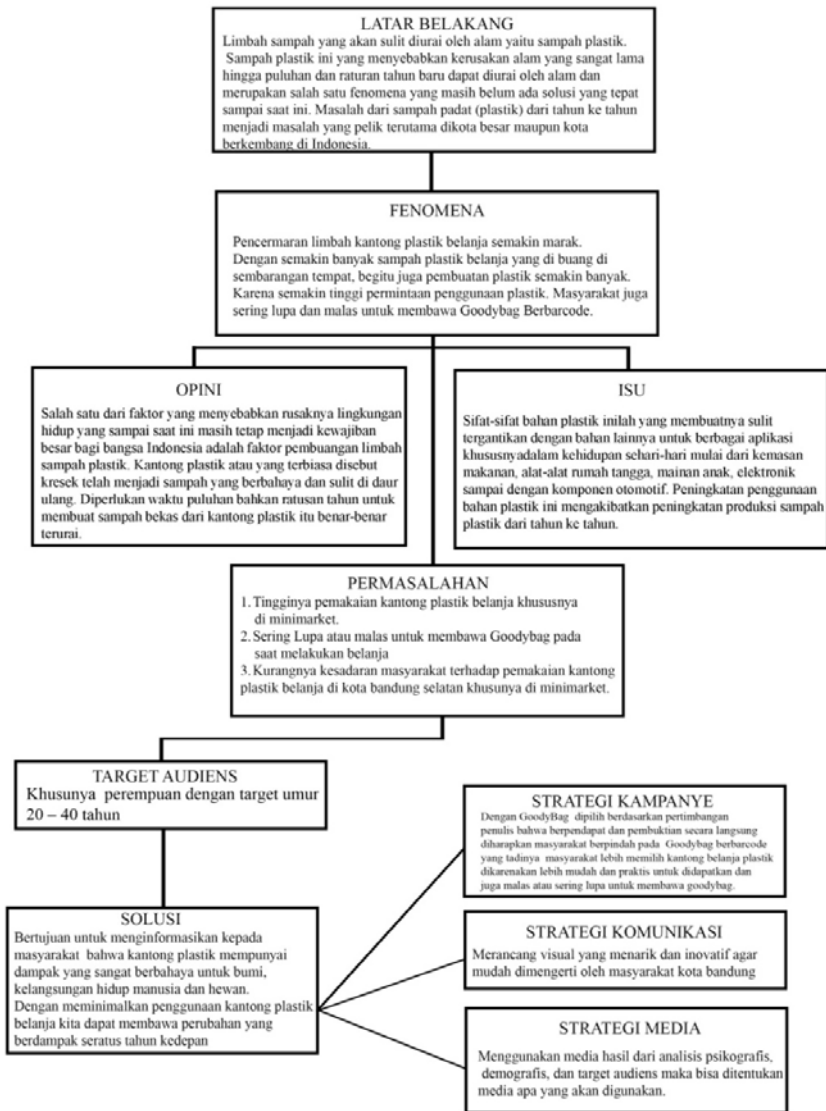 LATAR BELAKANG
Limbah sampah yang akan sulit diurai oleh alam yaitu sampah plastik.
Sampah plastik ini yang menyebabkan kerusakan alam yang sangat lama
hingga puluhan dan raturan tahun baru dapat diurai oleh alam dan
merupakan salah satu fenomena yang masih belum ada solusi yang tepat
sampai saat ini. Masalah dari sampah padat (plastik) dari tahun ke tahun
menjadi masalah yang pelik terutama dikota besar maupun kota
berkembang di Indonesia.
FENOMENA
Pencermaran limbah kantong plastik belanja semakin marak.
Dengan semakin banyak sampah plastik belanja yang di buang di
sembarangan tempat, begitu juga pembuatan plastik semakin banyak.
Karena semakin tinggi permintaan penggunaan plastik. Masyarakat juga
sering lupa dan malas untuk membawa Goodybag Berbarcode.
OPINI
Salah satu dari faktor yang menyebabkan rusaknya lingkungan
hidup yang sampai saat ini masih tetap menjadi kewajiban
besar bagi bangsa Indonesia adalah faktor pembuangan limbah
sampah plastik. Kantong plastik atau yang terbiasa disebut
kresek telah menjadi sampah yang berbahaya dan sulit di daur
ulang. Diperlukan waktu puluhan bahkan ratusan tahun untuk
membuat sampah bekas dari kantong plastik itu benar-benar
terurai.
ISU
Sifat-sifat bahan plastik inilah yang membuatnya sulit
tergantikan dengan bahan lainnya untuk berbagai aplikasi
khususnyadalam kehidupan sehari-hari mulai dari kemasan
makanan, alat-alat rumah tangga, mainan anak, elektronik
sampai dengan komponen otomotif. Peningkatan penggunaan
bahan plastik ini mengakibatkan peningkatan produksi sampah
plastik dari tahun ke tahun.
PERMASALAHAN
1. Tingginya pemakaian kantong plastik belanja khususnya
di minimarket.
2. Sering Lupa atau malas untuk membawa Goodybag pada
saat melakukan belanja
3. Kurangnya kesadaran masyarakat terhadap pemakaian kantong
plastik belanja di kota bandung selatan khusunya di minimarket.
TARGET AUDIENS
Khusunya perempuan dengan target umur
20 – 40 tahun
SOLUSI
Bertujuan untuk menginformasikan kepada
masyarakat bahwa kantong plastik mempunyai
dampak yang sangat berbahaya untuk bumi,
kelangsungan hidup manusia dan hewan.
Dengan meminimalkan penggunaan kantong plastik
belanja kita dapat membawa perubahan yang
berdampak seratus tahun kedepan
STRATEGI KAMPANYE
Dengan GoodyBag dipilih berdasarkan pertimbangan
penulis bahwa berpendapat dan pembuktian secara langsung
diharapkan masyarakat berpindah pada Goodybag berbarcode
yang tadinya masyarakat lebih memilih kantong belanja plastik
dikarenakan lebih mudah dan praktis untuk didapatkan dan
juga malas atau sering lupa untuk membawa goodybag.
STRATEGI KOMUNIKASI
Merancang visual yang menarik dan inovatif agar
mudah dimengerti oleh masyarakat kota bandung
STRATEGI MEDIA
Menggunakan media hasil dari analisis psikografis,
demografis, dan target audiens maka bisa ditentukan
media apa yang akan digunakan.